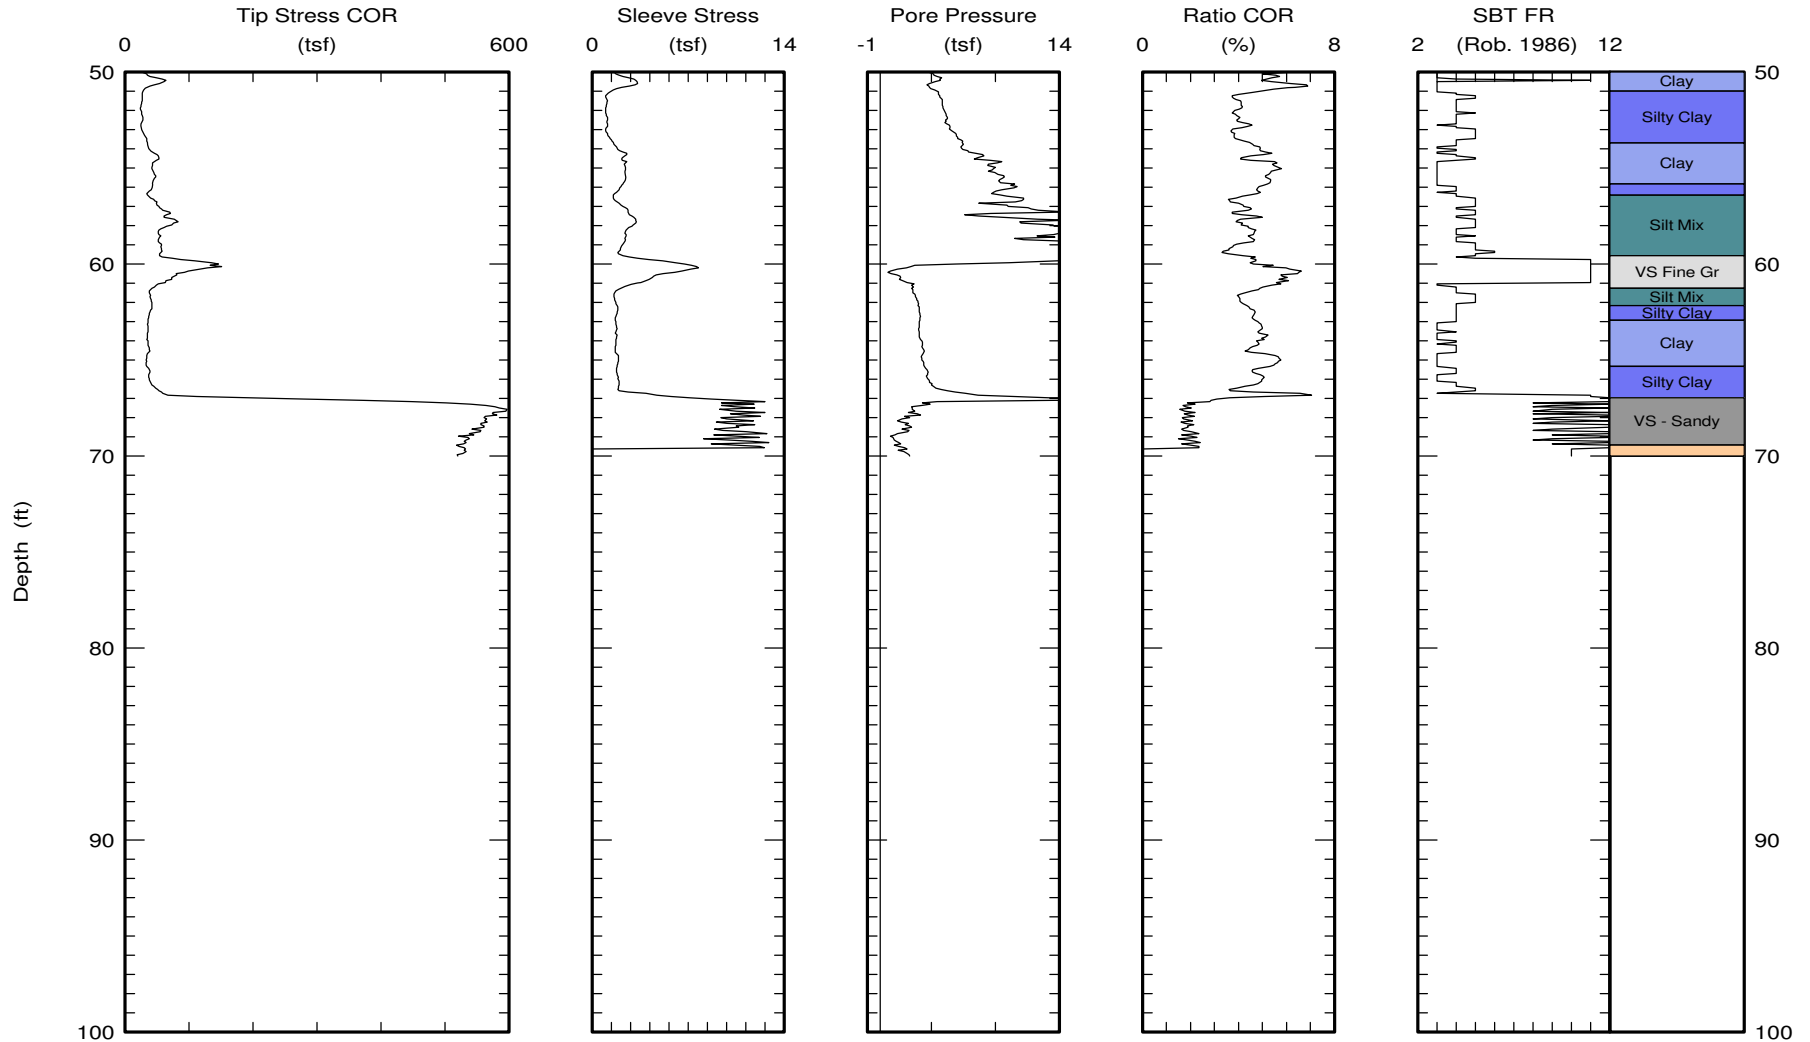 Tip Stress COR Sleeve Stress Pore Pressure Ratio COR SBT FR
0 (tsf) 600 0 (tsf) 14 -1 (tsf) 14 0 (%) 8 2 (Rob. 1986) 12
50 Clay 50
Silty Clay
Clay
Silt Mix
60 VS Fine Gr 60
Silt Mix
Silty Clay
Clay
Silty Clay
VS - Sandy
70 70
Depth (ft)
80 80
90 90
100 100